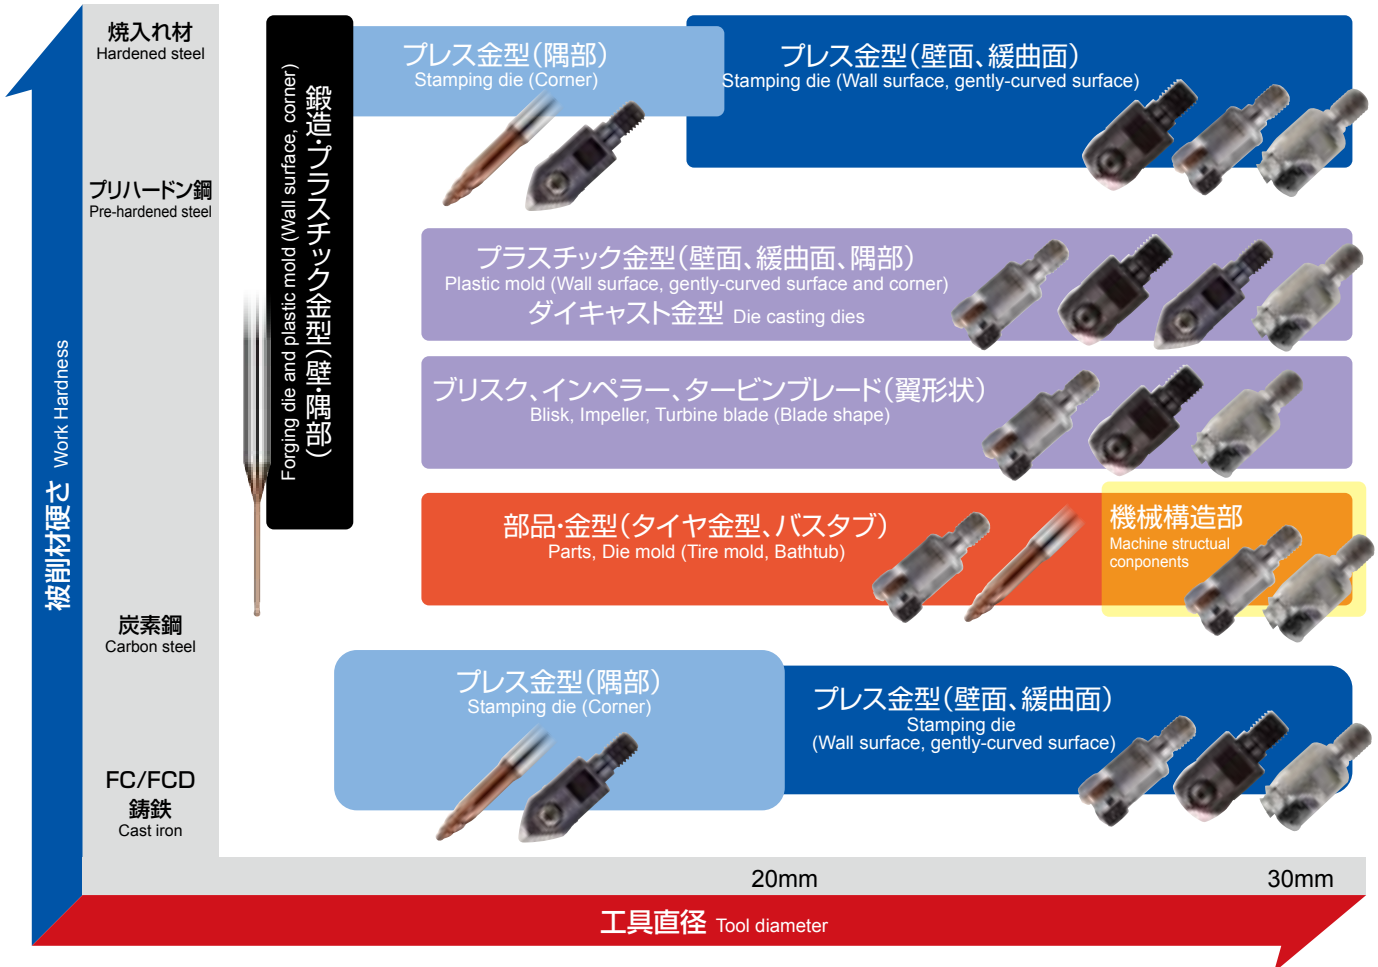 焼入れ材
Hardened steel
プリハードン鋼
Pre-hardened steel
炭素鋼
Carbon steel
FC/FCD
鋳鉄
Cast iron
被削材硬さ Work Hardness
鍛造・プラスチック金型(壁・隅部)
Forging die and plastic mold (Wall surface, corner)
プレス金型(隅部)
Stamping die (Corner)
プレス金型(壁面、緩曲面)
Stamping die (Wall surface, gently-curved surface)
プラスチック金型(壁面、緩曲面、隅部)
Plastic mold (Wall surface, gently-curved surface and corner)
ダイキャスト金型 Die casting dies
ブリスク、インペラー、タービンブレード(翼形状)
Blisk, Impeller, Turbine blade (Blade shape)
部品・金型(タイヤ金型、バスタブ)
Parts, Die mold (Tire mold, Bathtub)
機械構造部
Machine structual
conponents
プレス金型(隅部)
Stamping die (Corner)
プレス金型(壁面、緩曲面)
Stamping die
(Wall surface, gently-curved surface)
20mm
30mm
工具直径 Tool diameter